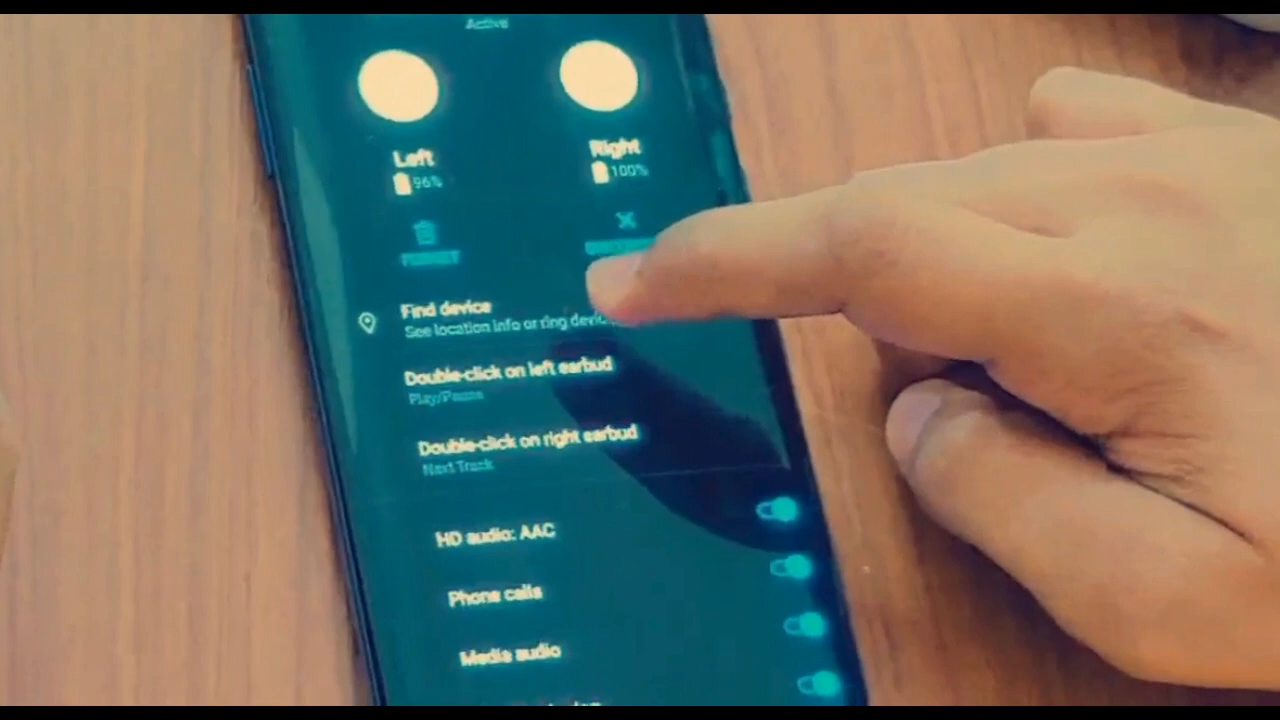 Active
Left
Right
96%
100%
Find device
See location info or ring
Double-click on left earbud
Play/Pause
Double-click on right earbud
Next Track
HD audio: AAC
Phone calls
Media audio